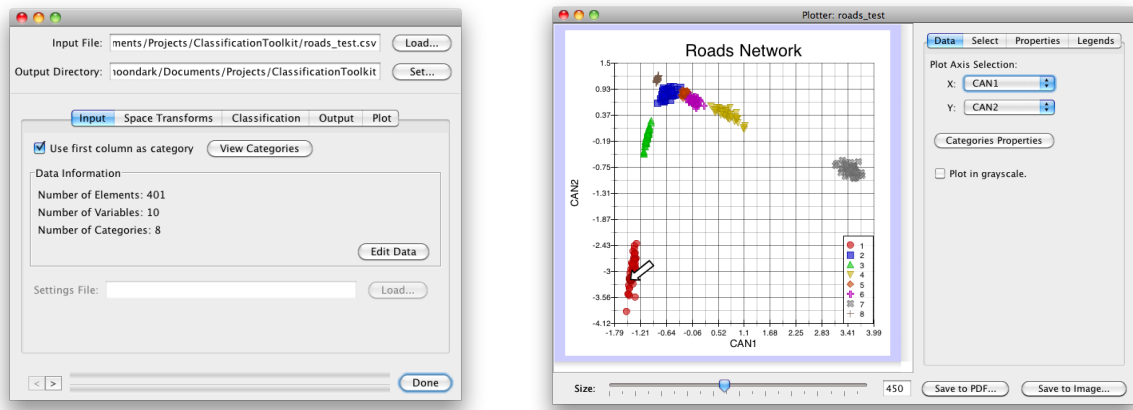 Input File: ments/Projects/ClassificationToolkit/roads_test.csv Load...
Output Directory: noondark/Documents/Projects/ClassificationToolkit Set...
Input Space Transforms Classification Output Plot
Use first column as category View Categories
Data Information
Number of Elements: 401
Number of Variables: 10
Number of Categories: 8
Edit Data
Settings File: Load...
< > Done
Plotter: roads_test
Roads Network
CAN2
1.5
0.93
0.37
-0.19
-0.75
-1.31
-1.87
-2.43
-3
-3.56
-4.12
-1.79 -1.21 -0.64 -0.06 0.52 1.1 1.68 2.25 2.83 3.41 3.99
CAN1
1
2
3
4
5
6
7
8
Data Select Properties Legends
Plot Axis Selection:
X: CAN1
Y: CAN2
Categories Properties
Plot in grayscale.
Size: 450 Save to PDF... Save to Image...